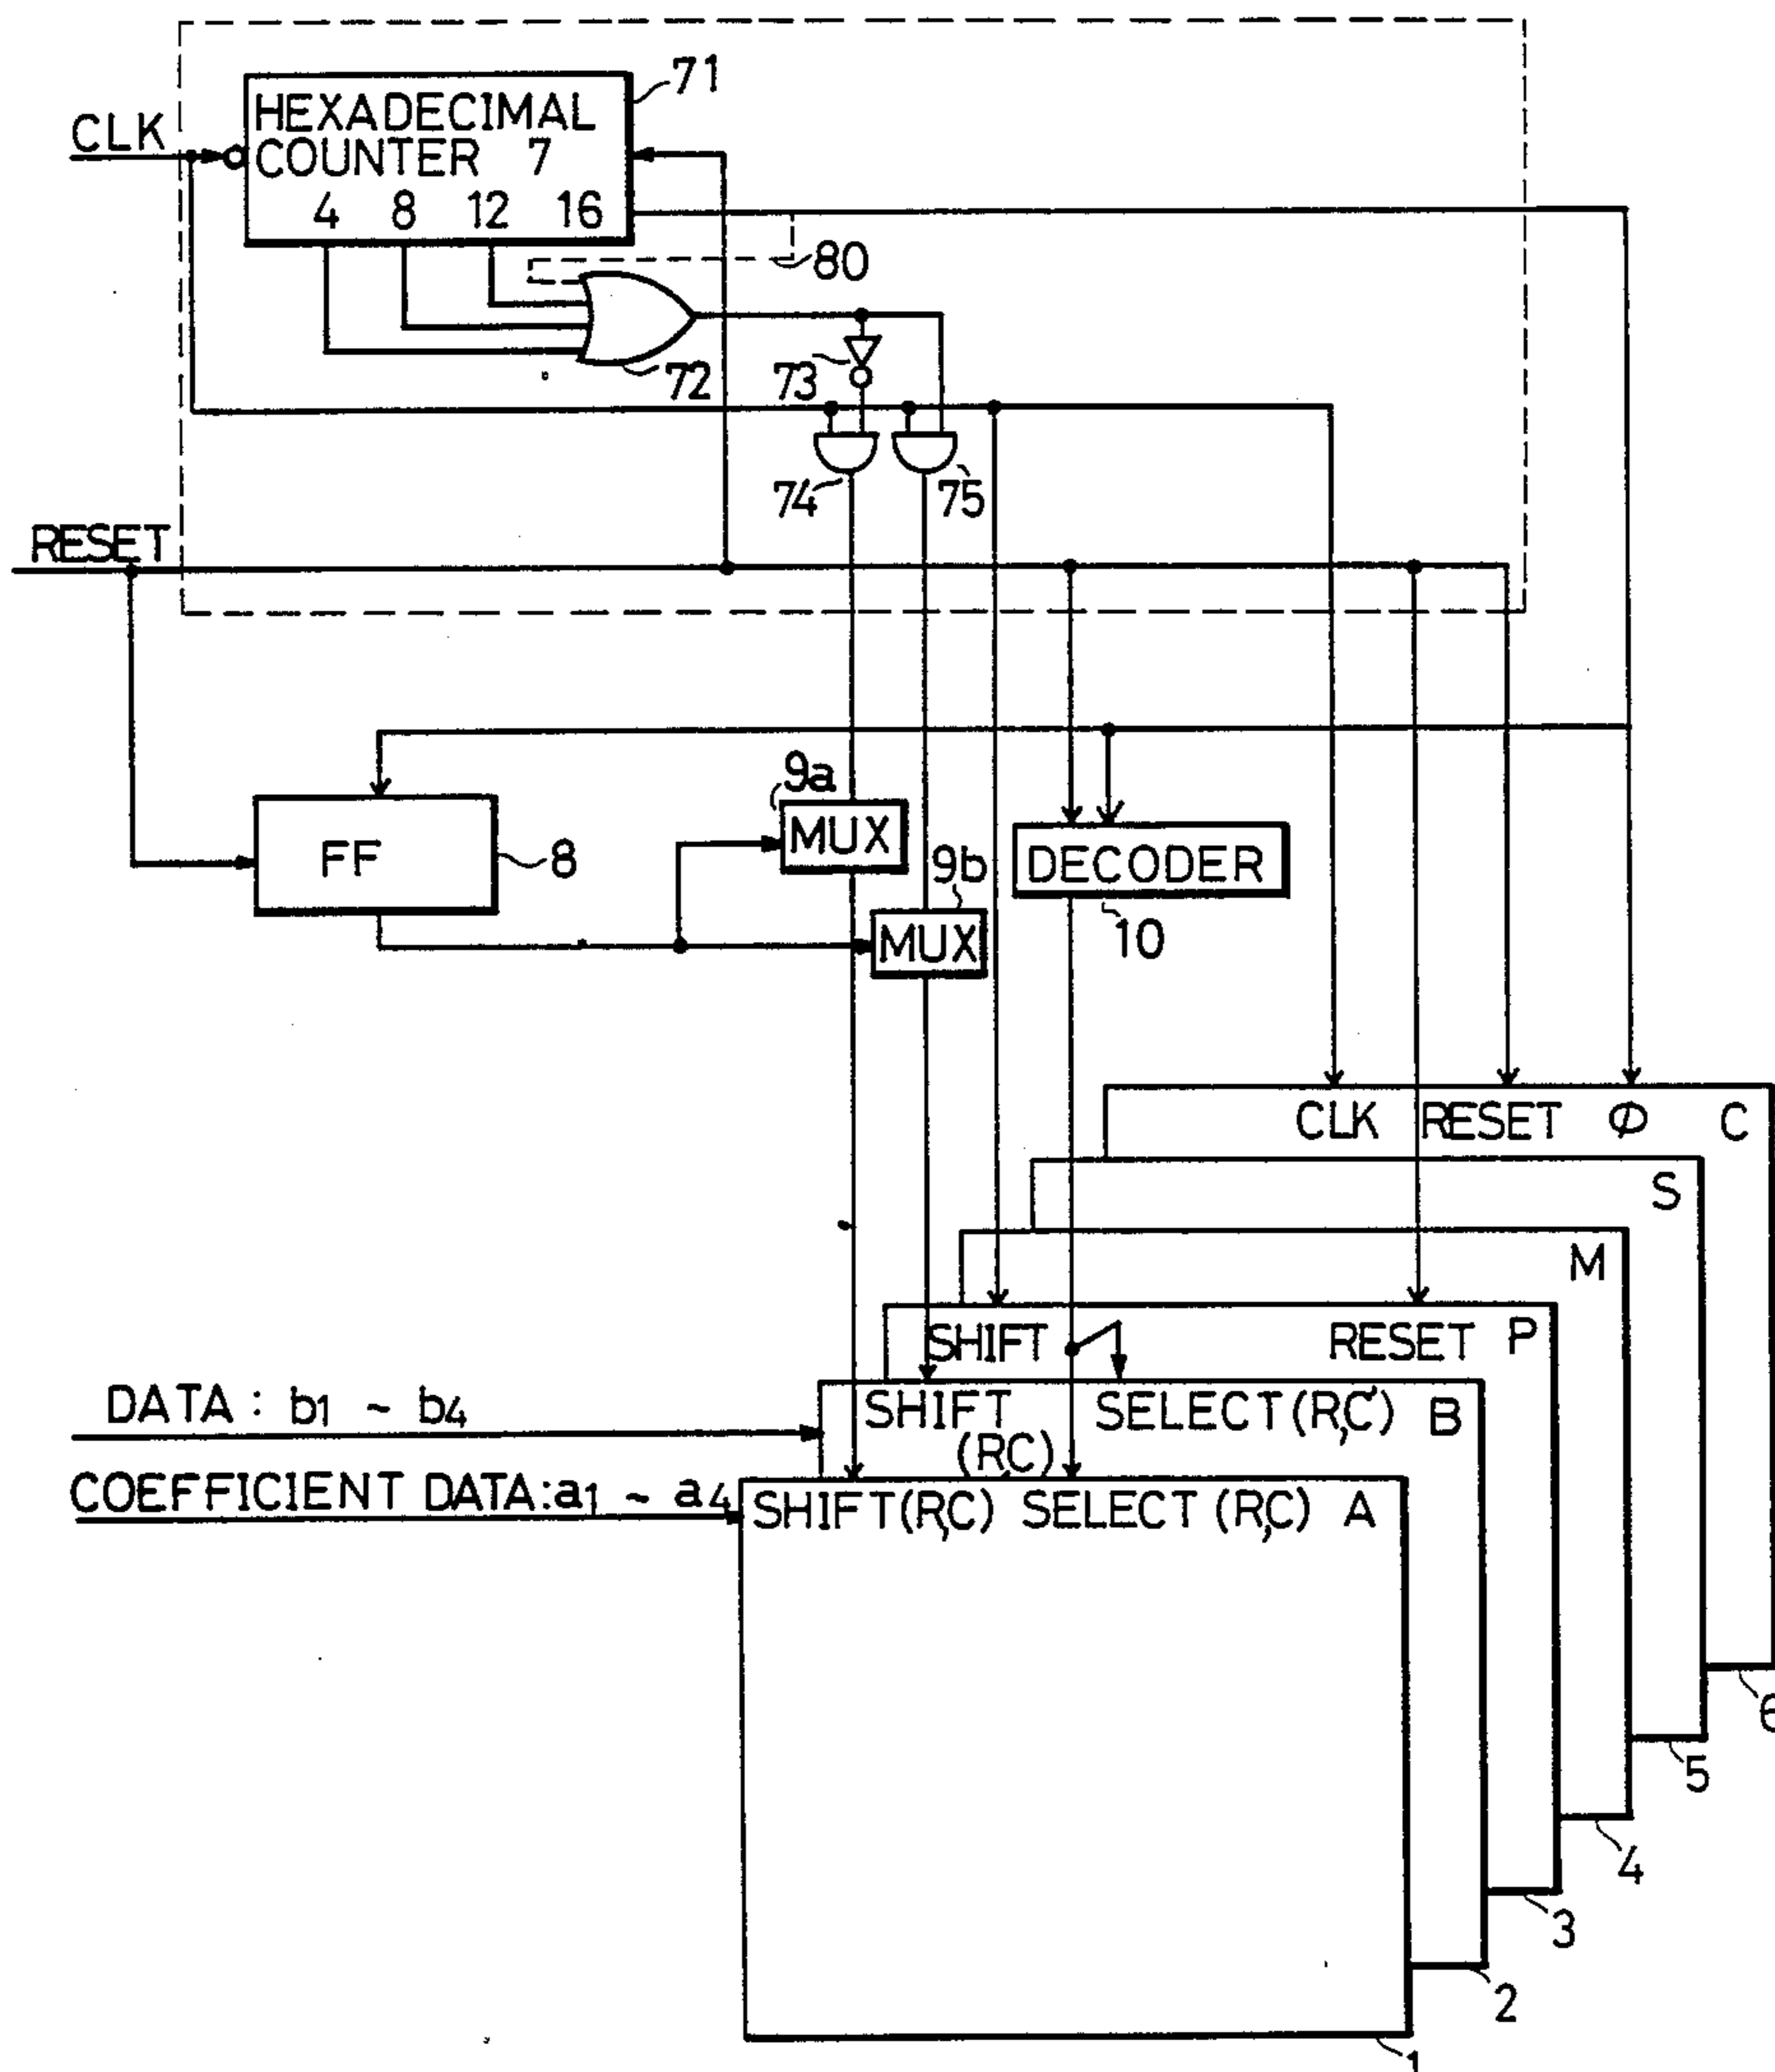 71
HEXADECIMAL
CLK
COUNTER 7
4 8 12 16
80
72
73
74
75
RESET
9a
MUX
FF
8
9b
DECODER
MUX
10
CLK RESET Φ C
S
M
SHIFT RESET P
DATA : b1 ~ b4
SHIFT SELECT (R,C) B
(R,C)
COEFFICIENT DATA:a1 ~ a4
SHIFT(R,C) SELECT (R,C) A
6
5
4
3
2
1